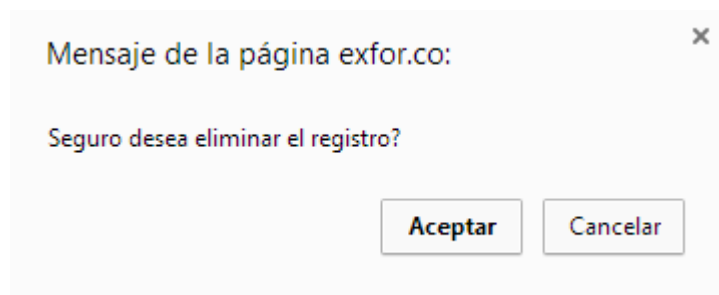 Mensaje de la página exfor.co:
Seguro desea eliminar el registro?
Aceptar Cancelar